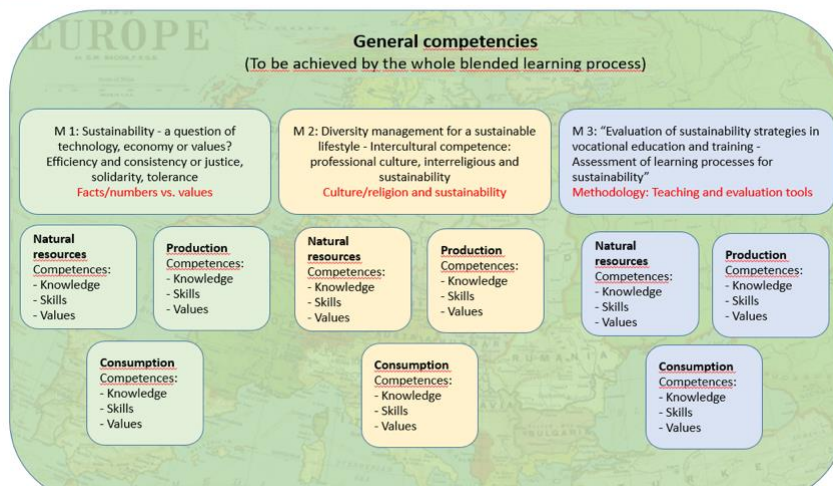 EUROPE
General competencies
(To be achieved by the whole blended learning process)
M 1: Sustainability - a question of
technology, economy or values?
Efficiency and consistency or justice,
solidarity, tolerance
Facts/numbers vs. values
M 2: Diversity management for a sustainable
lifestyle - Intercultural competence:
professional culture, interreligious and
sustainability
Culture/religion and sustainability
M 3: “Evaluation of sustainability strategies in
vocational education and training -
Assessment of learning processes for
sustainability”
Methodology: Teaching and evaluation tools
Natural
resources
Competences:
- Knowledge
- Skills
- Values
Production
Competences:
- Knowledge
- Skills
- Values
Consumption
Competences:
- Knowledge
- Skills
- Values
Natural
resources
Competences:
- Knowledge
- Skills
- Values
Production
Competences:
- Knowledge
- Skills
- Values
Consumption
Competences:
- Knowledge
- Skills
- Values
Natural
resources
Competences:
- Knowledge
- Skills
- Values
Production
Competences:
- Knowledge
- Skills
- Values
Consumption
Competences:
- Knowledge
- Skills
- Values